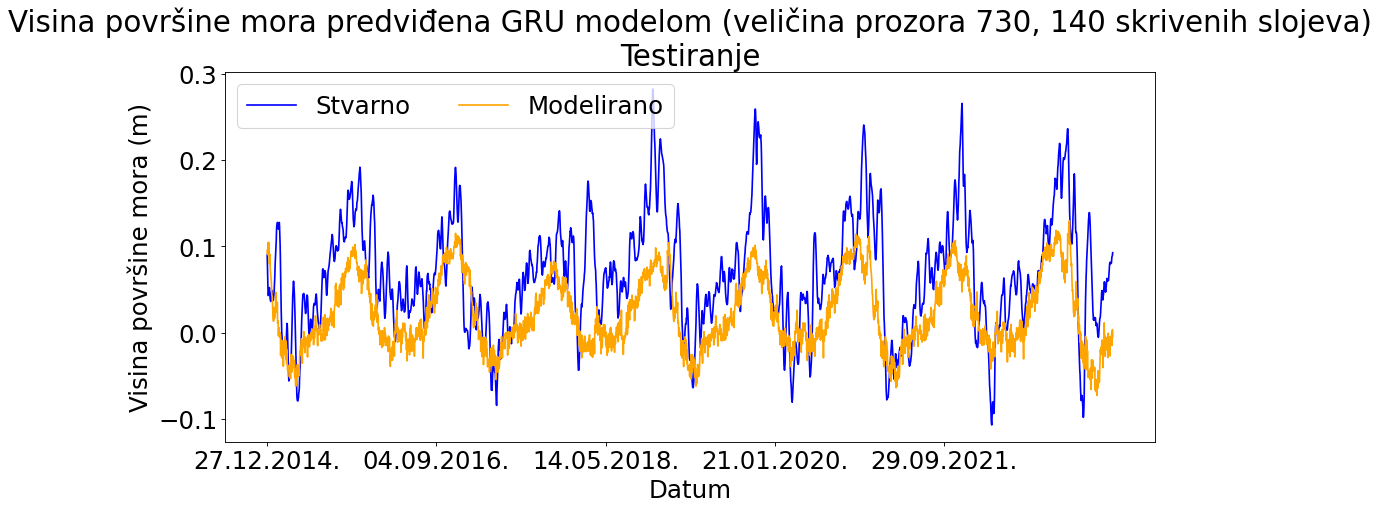 Visina površine mora predviđena GRU modelom (veličina prozora 730, 140 skrivenih slojeva)
Testiranje
Stvarno Modelirano
Visina površine mora (m)
0.3
0.2
0.1
0.0
−0.1
27.12.2014. 04.09.2016. 14.05.2018. 21.01.2020. 29.09.2021.
Datum